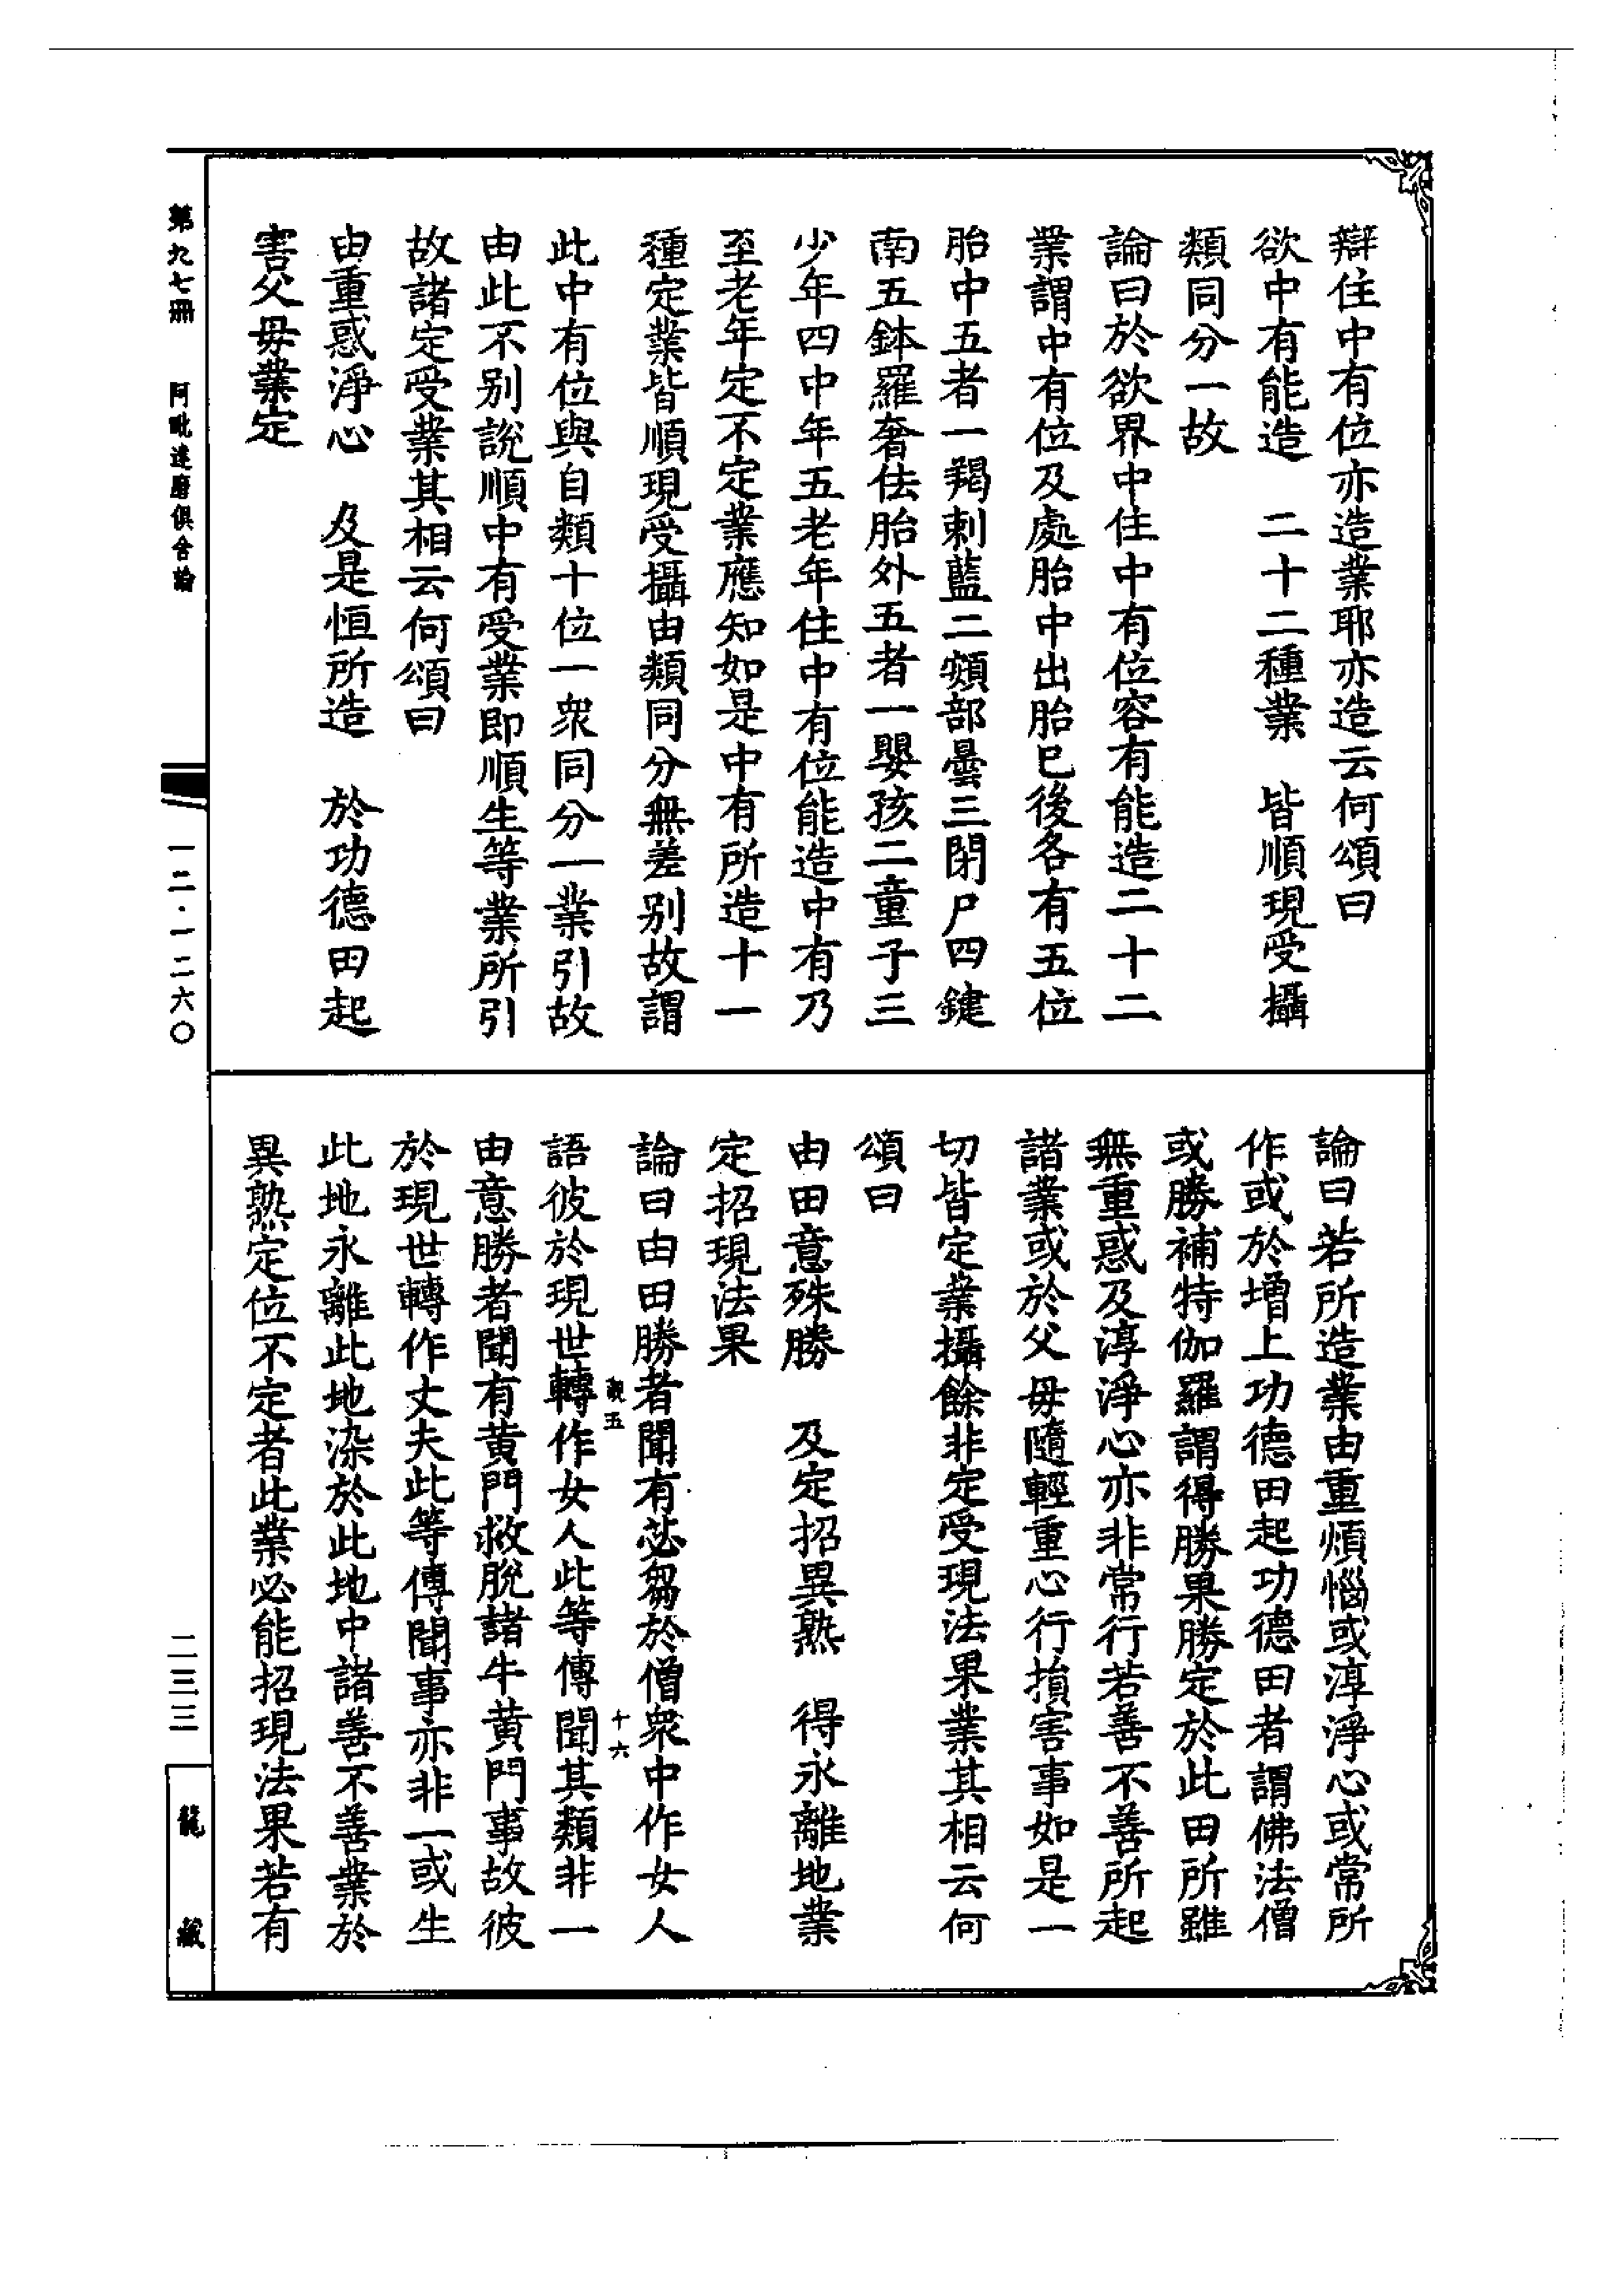 辯住中有位亦造業耶亦造云何頌曰
欲中有能造　二十二種業　皆順現受攝
類同分一故
論曰於欲界中住中有位容有能造二十二
業謂中有位及處胎中出胎已後各有五位
胎中五者一羯剌藍二頞部曇三閉尸四鍵
南五鉢羅奢佉胎外五者一嬰孩二童子三
少年四中年五老年住中有位能造中有乃
至老年定不定業應知如是中有所造十一
種定業皆順現受攝由類同分無差別故謂
此中有位與自類十位一衆同分一業引故
由此不别說順中有受業即順生等業所引
故諸定受業其相云何頌曰
由重惑淨心　及是恒所造　於功德田起
害父母業定
論曰若所造業由重煩惱或淳淨心或常所
作或於增上功德田起功德田者謂佛法僧
或勝補特伽羅謂得勝果勝定於此田所雖
無重惑及淳淨心亦非常行若善不善所起
諸業或於父母隨輕重心行損害事如是一
切皆定業攝餘非定受現法果業其相云何
頌曰
由田意殊勝　及定招異熟　得永離地業
定招現法果
論曰由田勝者聞有苾芻於僧衆中作女人
語彼於現世轉作女人此等傳聞其類非一
由意勝者聞有黄門救脫諸牛黄門事故彼
於現世轉作丈夫此等傳聞事亦非一或生
此地永離此地染於此地中諸善不善業於
異熟定位不定者此業必能招現法果若有
五
十六
第九七冊　阿毗達磨俱舍論
一二·一二六〇
二三三
龍藏